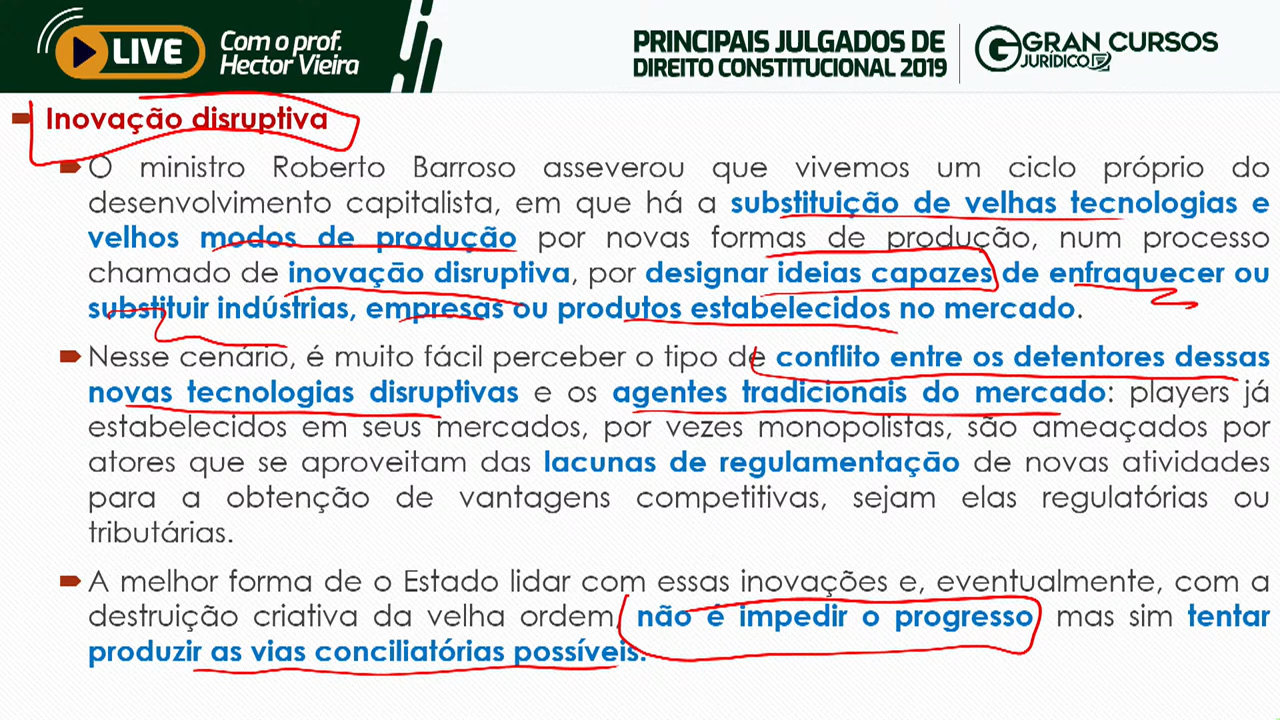 LIVE
Com o prof.
Hector Vieira
PRINCIPAIS JULGADOS DE
DIREITO CONSTITUCIONAL 2019
G GRAN CURSOS
JURÍDICO
Inovação disruptiva
O ministro Roberto Barroso asseverou que vivemos um ciclo próprio do
desenvolvimento capitalista, em que há a substituição de velhas tecnologias e
velhos modos de produção por novas formas de produção, num processo
chamado de inovação disruptiva, por designar ideias capazes de enfraquecer ou
substituir indústrias, empresas ou produtos estabelecidos no mercado.
Nesse cenário, é muito fácil perceber o tipo de conflito entre os detentores dessas
novas tecnologias disruptivas e os agentes tradicionais do mercado: players já
estabelecidos em seus mercados, por vezes monopolistas, são ameaçados por
atores que se aproveitam das lacunas de regulamentação de novas atividades
para a obtenção de vantagens competitivas, sejam elas regulatórias ou
tributárias.
A melhor forma de o Estado lidar com essas inovações e, eventualmente, com a
destruição criativa da velha ordem, não é impedir o progresso mas sim tentar
produzir as vias conciliatórias possíveis.